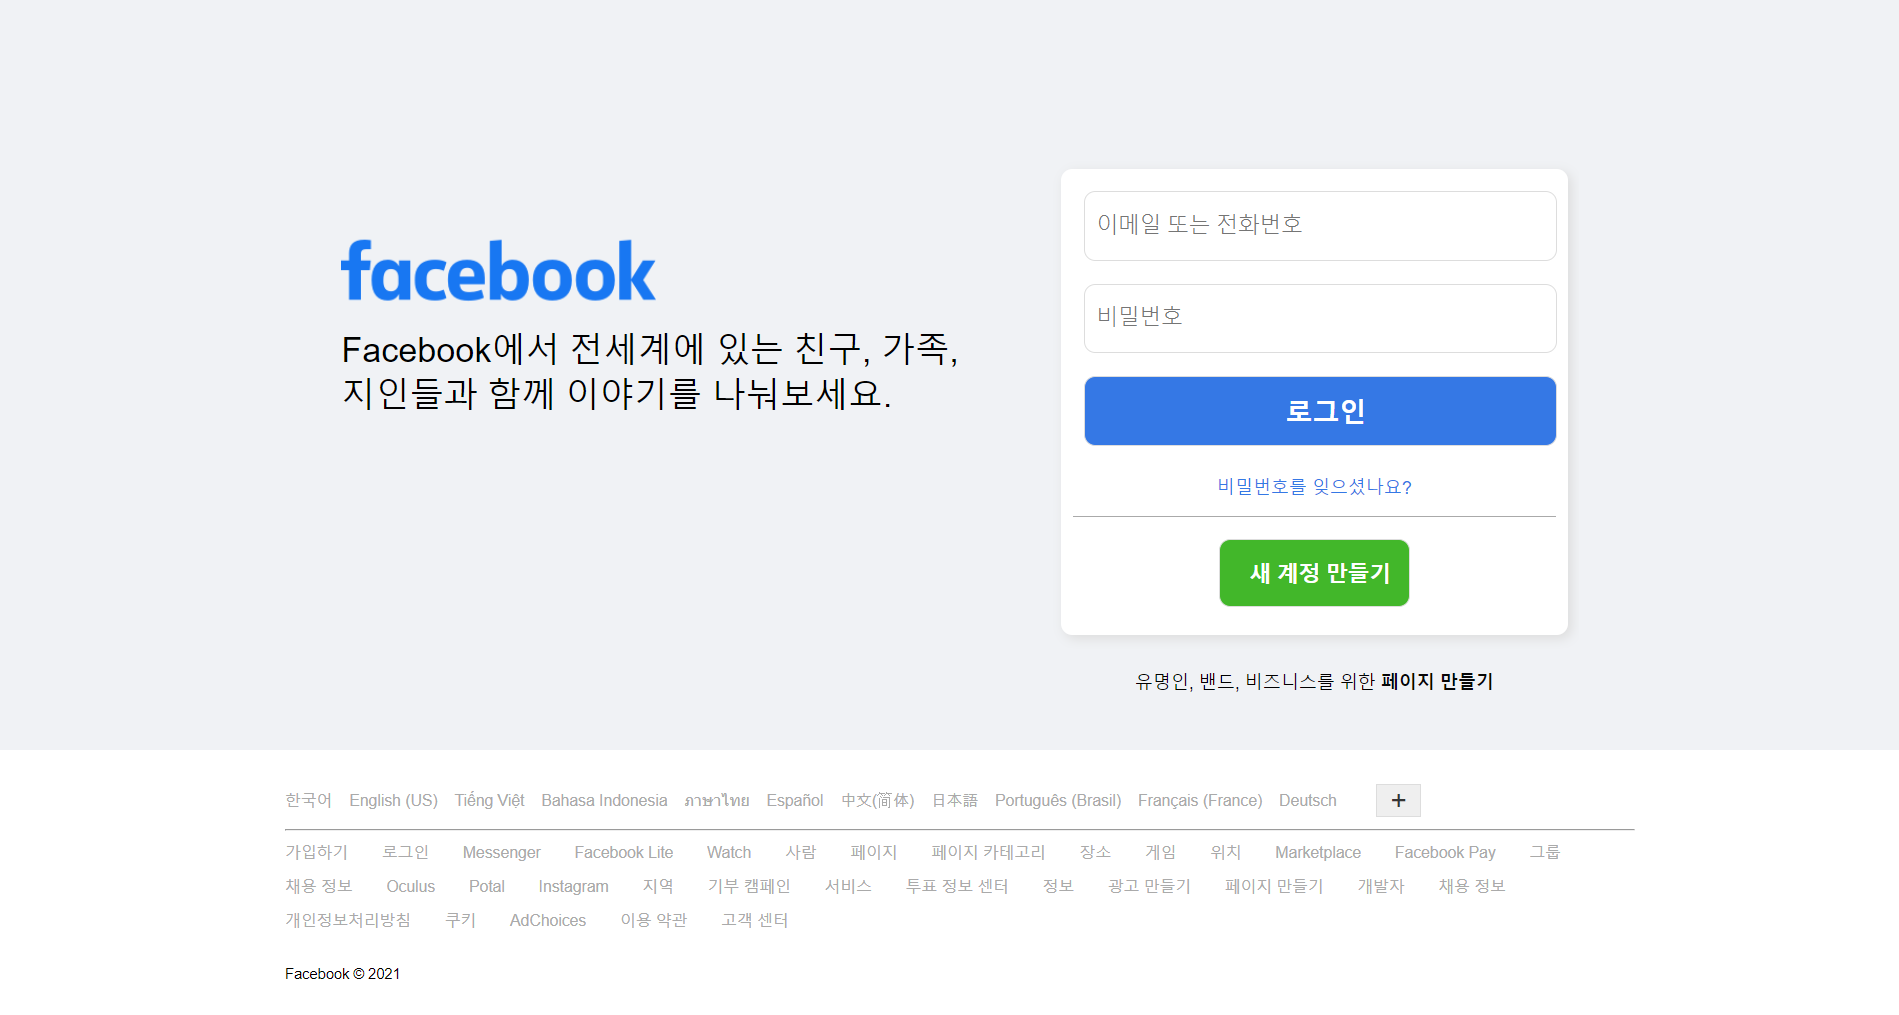 facebook
Facebook에서 전세계에 있는 친구, 가족,
지인들과 함께 이야기를 나눠보세요.
이메일 또는 전화번호
비밀번호
로그인
비밀번호를 잊으셨나요?
새 계정 만들기
유명인, 밴드, 비즈니스를 위한 페이지 만들기
한국어 English (US) Tiếng Việt Bahasa Indonesia ภาษาไทย Español 中文(简体) 日本語 Português (Brasil) Français (France) Deutsch +
가입하기 로그인 Messenger Facebook Lite Watch 사람 페이지 페이지 카테고리 장소 게임 위치 Marketplace Facebook Pay 그룹
채용 정보 Oculus Potal Instagram 지역 기부 캠페인 서비스 투표 정보 센터 정보 광고 만들기 페이지 만들기 개발자 채용 정보
개인정보처리방침 쿠키 AdChoices 이용 약관 고객 센터
Facebook © 2021